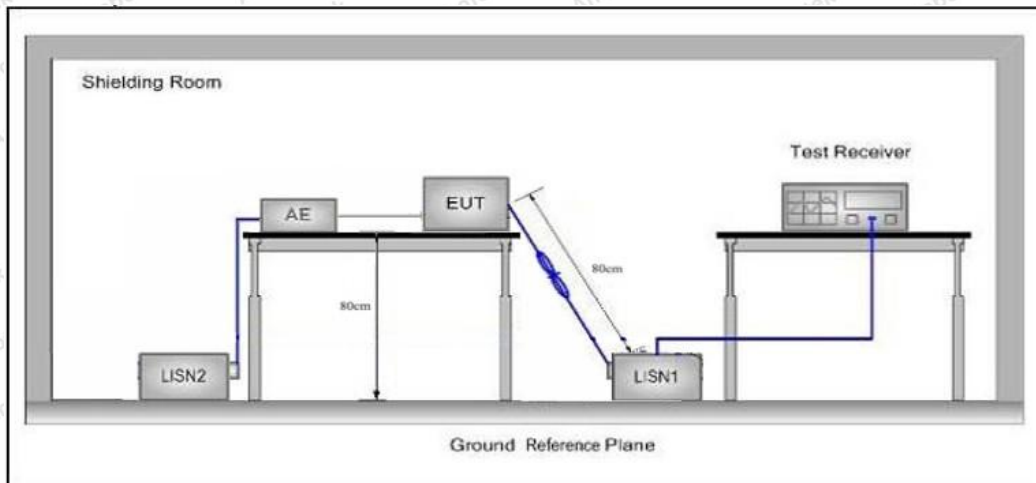 Shielding Room
Test Receiver
AE
EUT
80cm
80cm
LISN2
LISN1
Ground Reference Plane